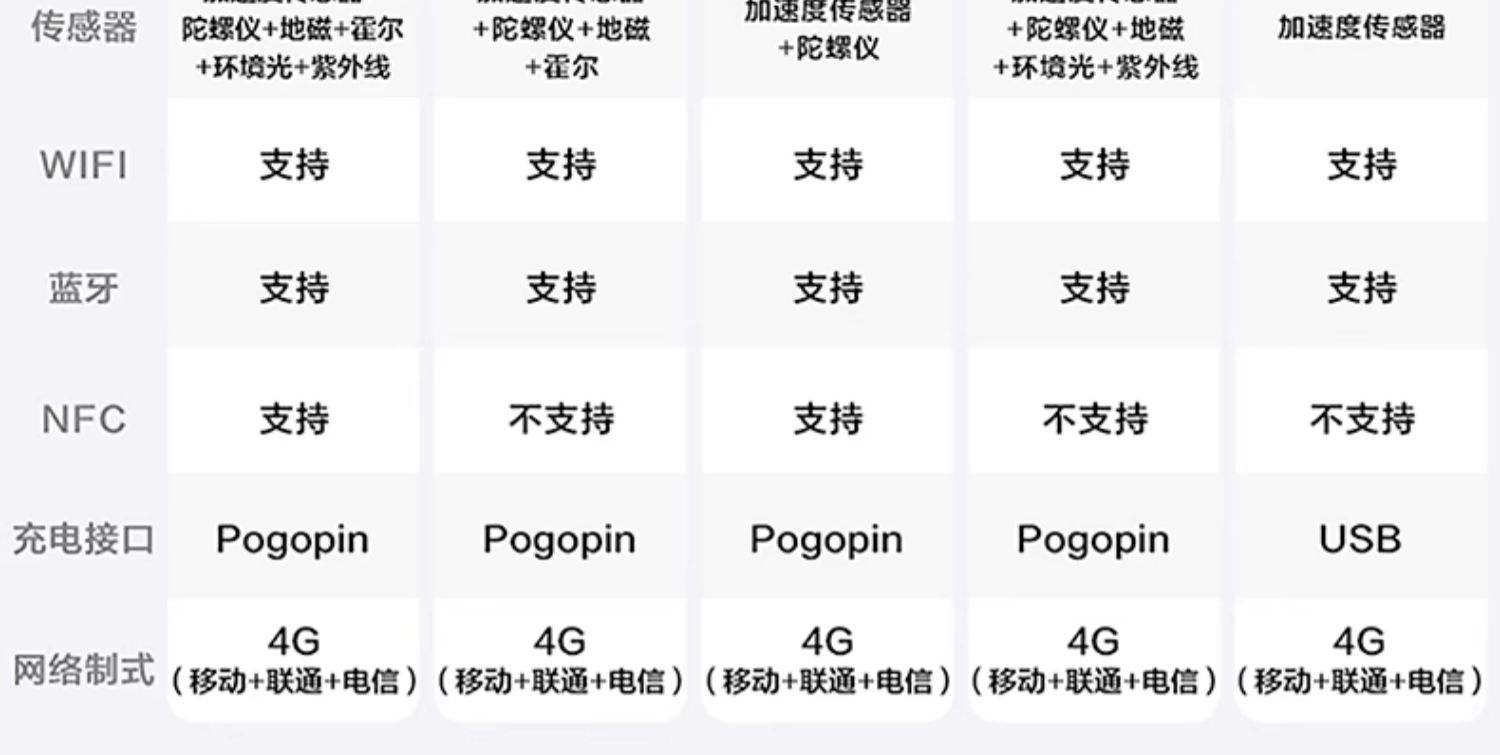 传感器
陀螺仪+地磁+霍尔
+环境光+紫外线
+陀螺仪+地磁
+霍尔
加速度传感器
+陀螺仪
+陀螺仪+地磁
+环境光+紫外线
加速度传感器
WIFI 支持 支持 支持 支持 支持
蓝牙 支持 支持 支持 支持 支持
NFC 支持 不支持 支持 不支持 不支持
充电接口 Pogopin Pogopin Pogopin Pogopin USB
网络制式
4G 4G 4G 4G 4G
(移动+联通+电信) (移动+联通+电信) (移动+联通+电信) (移动+联通+电信) (移动+联通+电信)